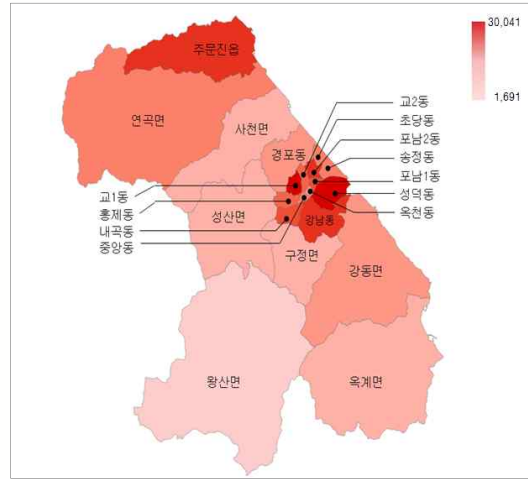 30,041
1,691
주문진읍
연곡면
사천면
경포동
교2동
초당동
포남2동
송정동
포남1동
성덕동
옥천동
교1동
홍제동
내곡동
중앙동
성산면
강남동
구정면
강동면
왕산면
옥계면